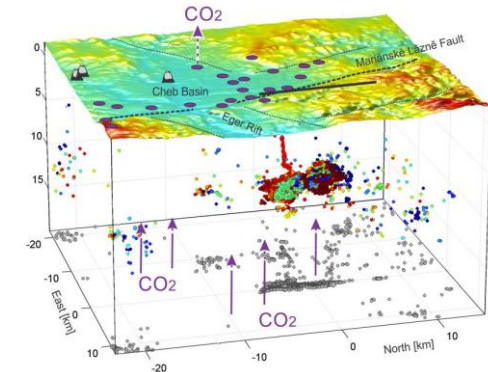 CO2
0.
5
10
15
Mariánské Lázně Fault
Cheb Basin
Eger Rift
CO2
CO2
-20
-10
0
10
East [km]
-20
-10
0
10
North [km]